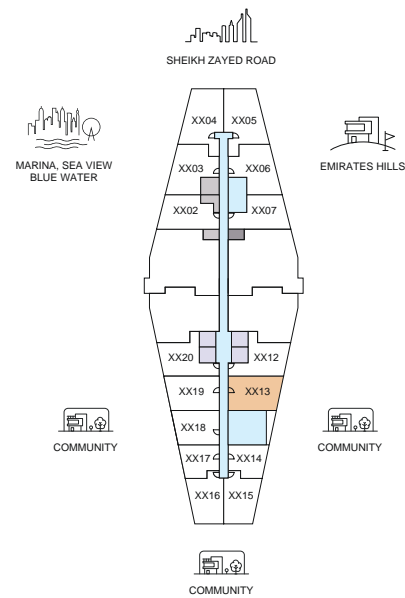 SHEIKH ZAYED ROAD
MARINA, SEA VIEW
BLUE WATER
EMIRATES HILLS
XX04 XX05
XX03 XX06
XX02 XX07
XX20 XX12
XX19 XX13
XX18
XX17 XX14
XX16 XX15
COMMUNITY
COMMUNITY
COMMUNITY